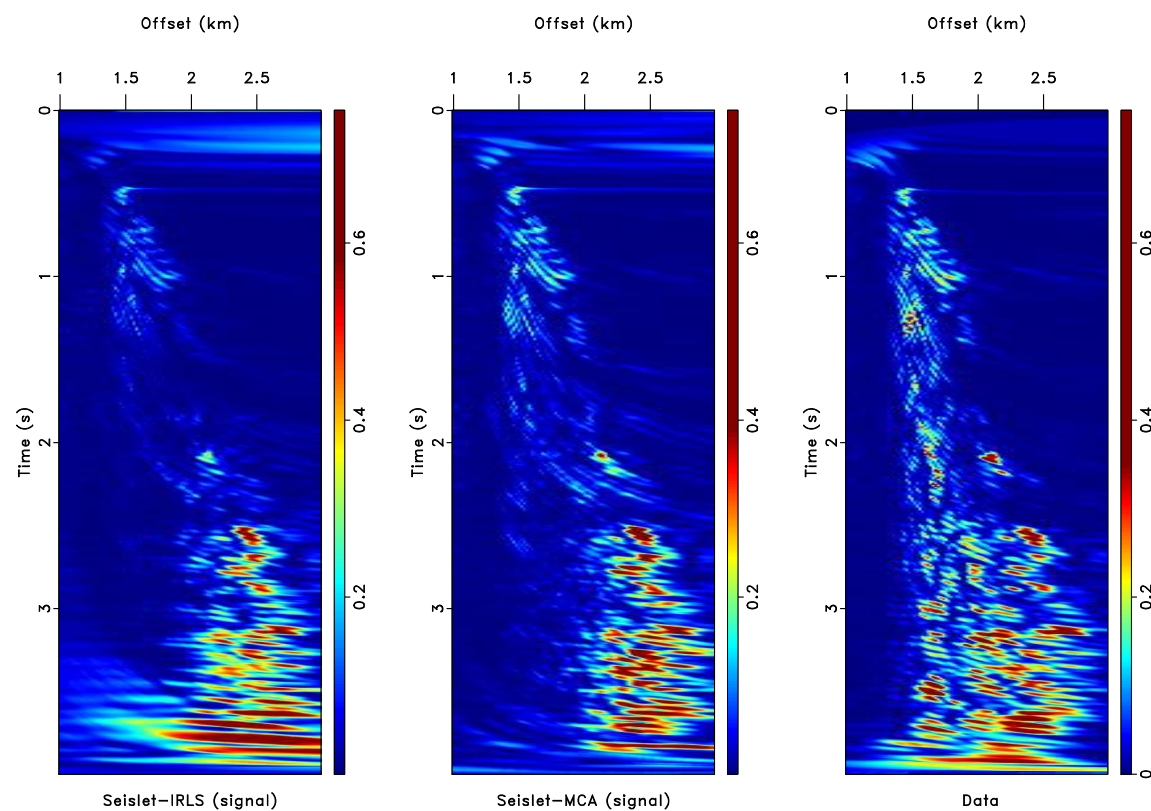 Offset (km) Offset (km) Offset (km)
1 1.5 2 2.5 1 1.5 2 2.5 1 1.5 2 2.5
0 0 0
0.6 0.6 0.6
1 1 1
Time (s) 0.4 Time (s) 0.4 Time (s) 0.4
2 2 2
0.2 0.2 0.2
3 3 3
0
Seislet-IRLS (signal) Seislet-MCA (signal) Data